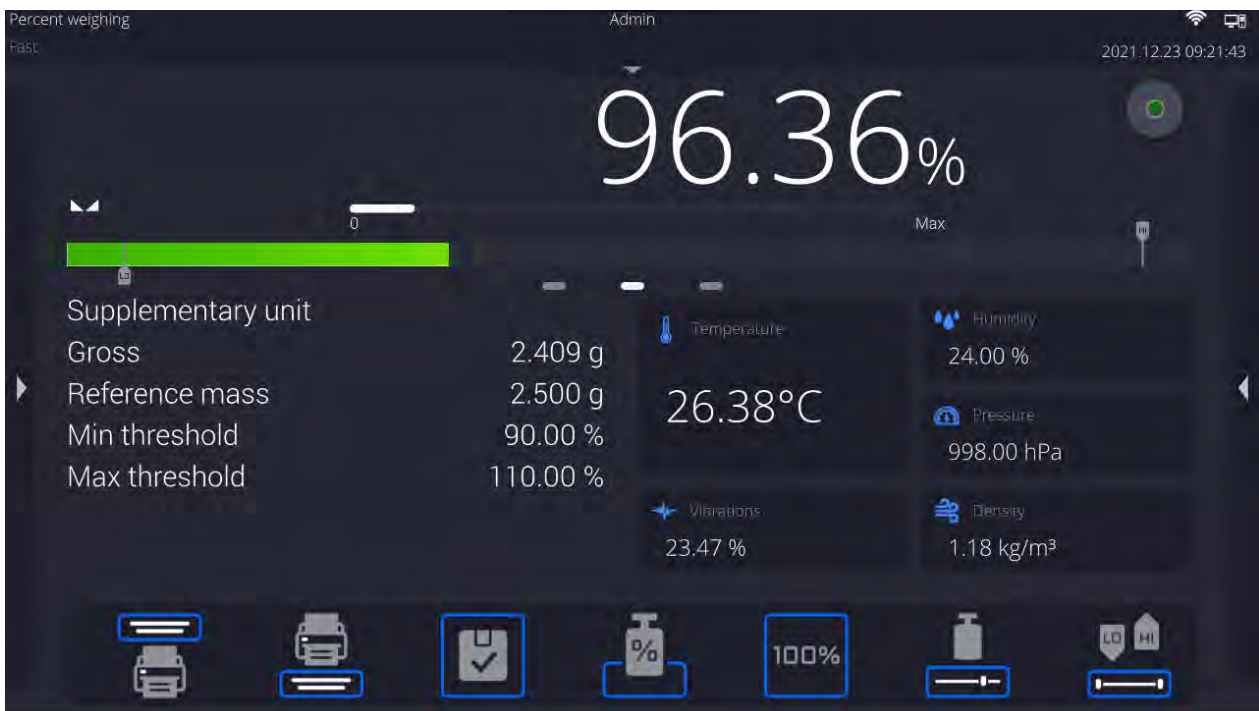 Percent weighing
Admin
Fast
2021.12.23 09:21:43
96.36%
0
Max
HI
LO
Supplementary unit
Gross 2.409 g
Reference mass 2.500 g
Min threshold 90.00 %
Max threshold 110.00 %
Temperature
26.38°C
Humidity
24.00 %
Pressure
998.00 hPa
Vibrations
23.47 %
Density
1.18 kg/m³
%
100%
LO HI